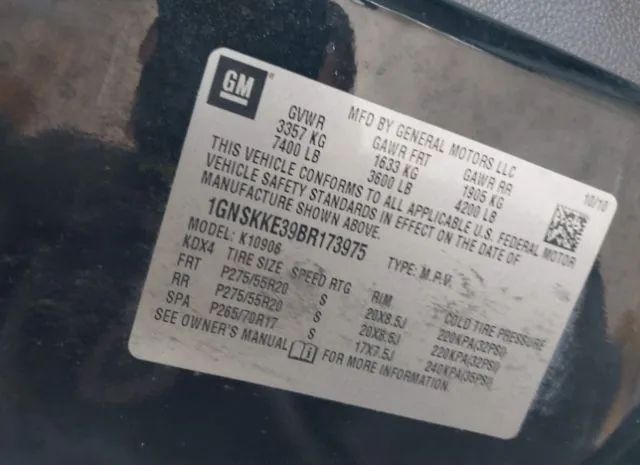 GM
MFD BY GENERAL MOTORS LLC 10/10
GVWR GAWR FRT GAWR RR
3357 KG 1633 KG 1905 KG
7400 LB 3600 LB 4200 LB
THIS VEHICLE CONFORMS TO ALL APPLICABLE U.S. FEDERAL MOTOR
VEHICLE SAFETY STANDARDS IN EFFECT ON THE DATE OF
MANUFACTURE SHOWN ABOVE.
1GNSKKE39BR173975
MODEL: K10906 TYPE: M.P.V.
KDX4 TIRE SIZE SPEED RTG RIM COLD TIRE PRESSURE
FRT P275/55R20 S 20X8.5J 220KPA(32PSI)
RR P275/55R20 S 20X8.5J 220KPA(32PSI)
SPA P265/70R17 S 17X7.5J 240KPA(35PSI)
SEE OWNER'S MANUAL FOR MORE INFORMATION.